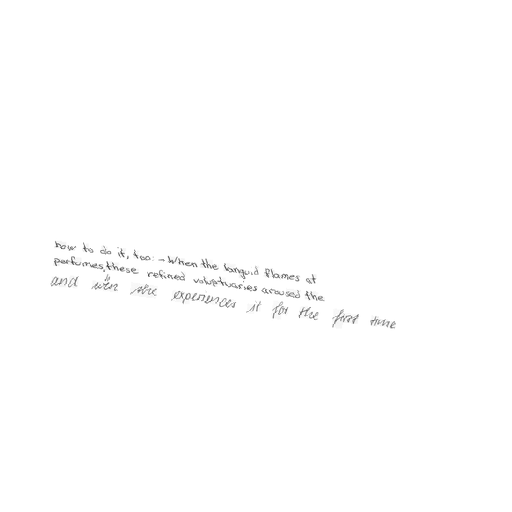 how to do it, too. - When the languid flames of
perfumes, these refined voluptuaries aroused the
and when she experiences it for the first time